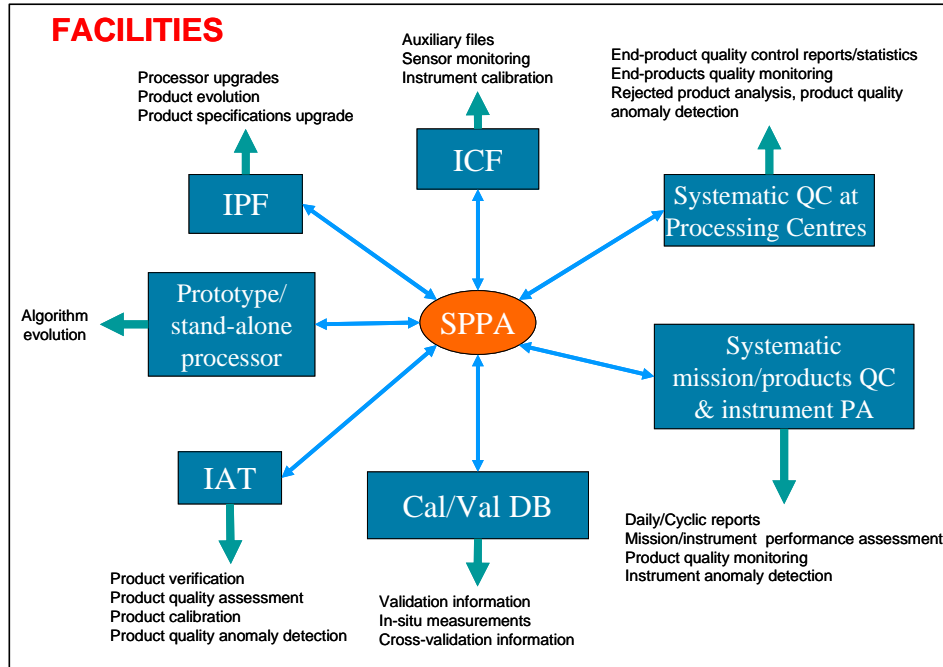 FACILITIES
Auxiliary files
Sensor monitoring
Instrument calibration
End-product quality control reports/statistics
End-products quality monitoring
Rejected product analysis, product quality
anomaly detection
Processor upgrades
Product evolution
Product specifications upgrade
IPF
ICF
Systematic QC at
Processing Centres
Algorithm
evolution
Prototype/
stand-alone
processor
SPPA
Systematic
mission/products QC
& instrument PA
IAT
Cal/Val DB
Product verification
Product quality assessment
Product calibration
Product quality anomaly detection
Validation information
In-situ measurements
Cross-validation information
Daily/Cyclic reports
Mission/instrument performance assessment
Product quality monitoring
Instrument anomaly detection